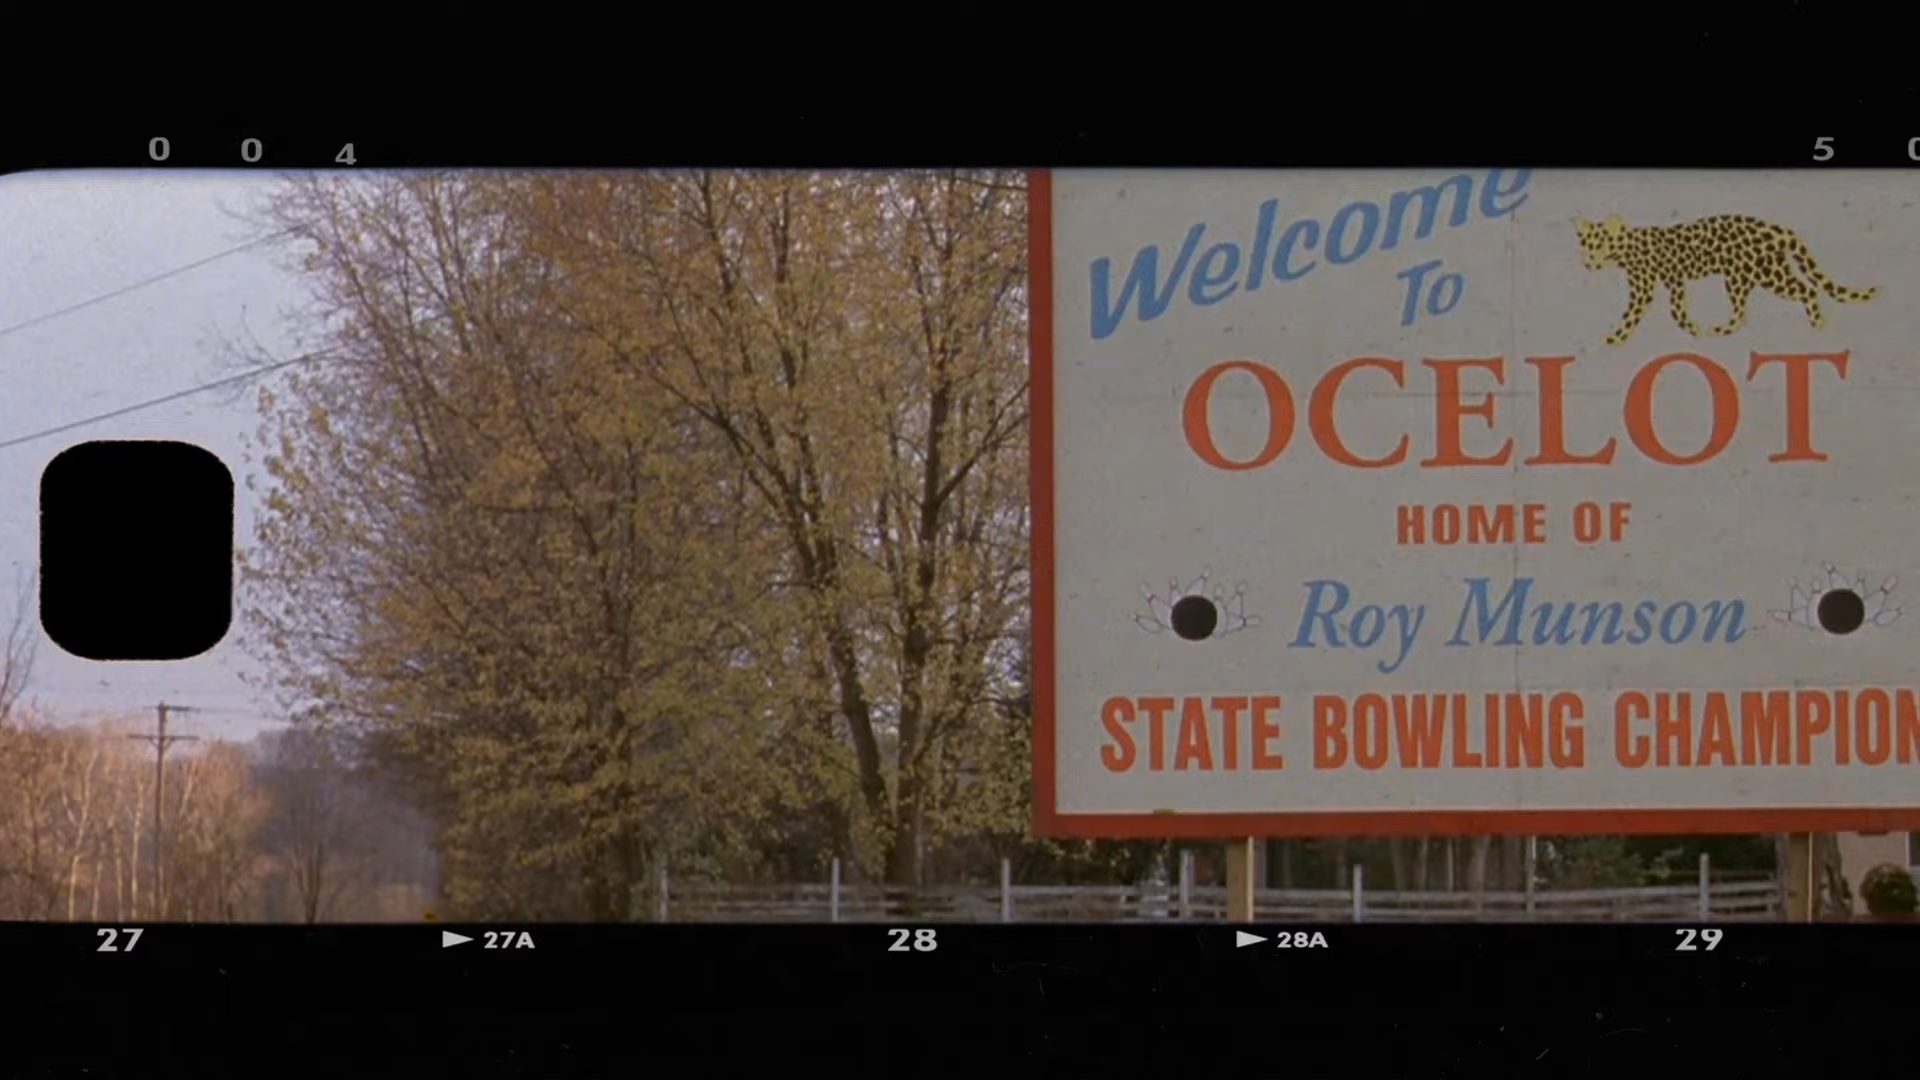 0 0 4
5 0
Welcome
To
OCELOT
HOME OF
Roy Munson
STATE BOWLING CHAMPION
27 27A 28 28A 29